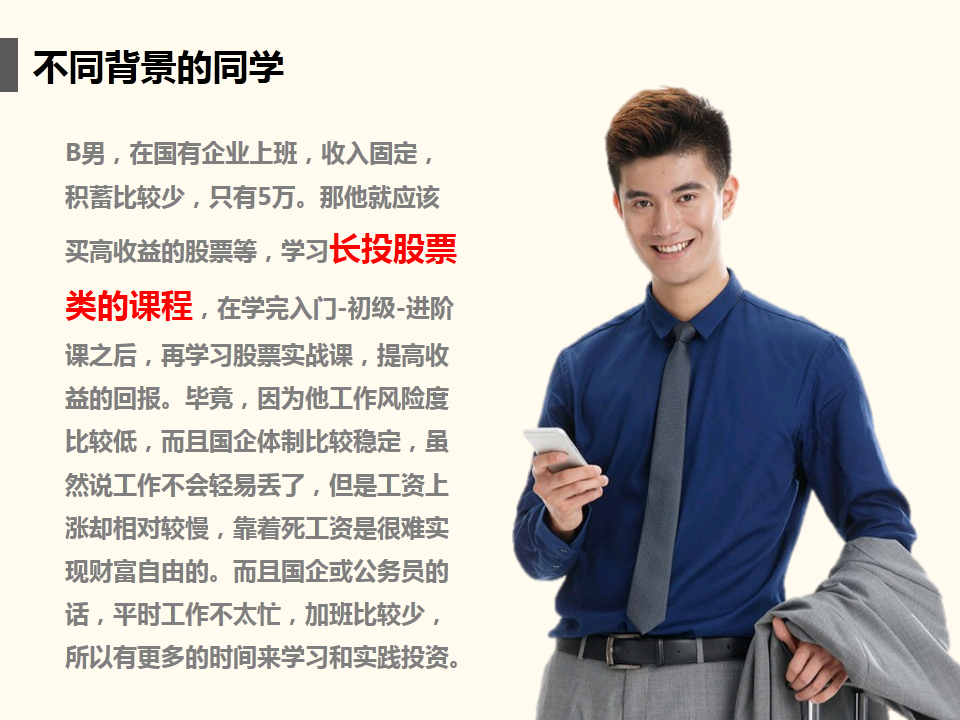 不同背景的同学
B男，在国有企业上班，收入固定，
积蓄比较少，只有5万。那他就应该
买高收益的股票等，学习长投股票
类的课程，在学完入门-初级-进阶
课之后，再学习股票实战课，提高收
益的回报。毕竟，因为他工作风险度
比较低，而且国企体制比较稳定，虽
然说工作不会轻易丢了，但是工资上
涨却相对较慢，靠着死工资是很难实
现财富自由的。而且国企或公务员的
话，平时工作不太忙，加班比较少，
所以有更多的时间来学习和实践投资。